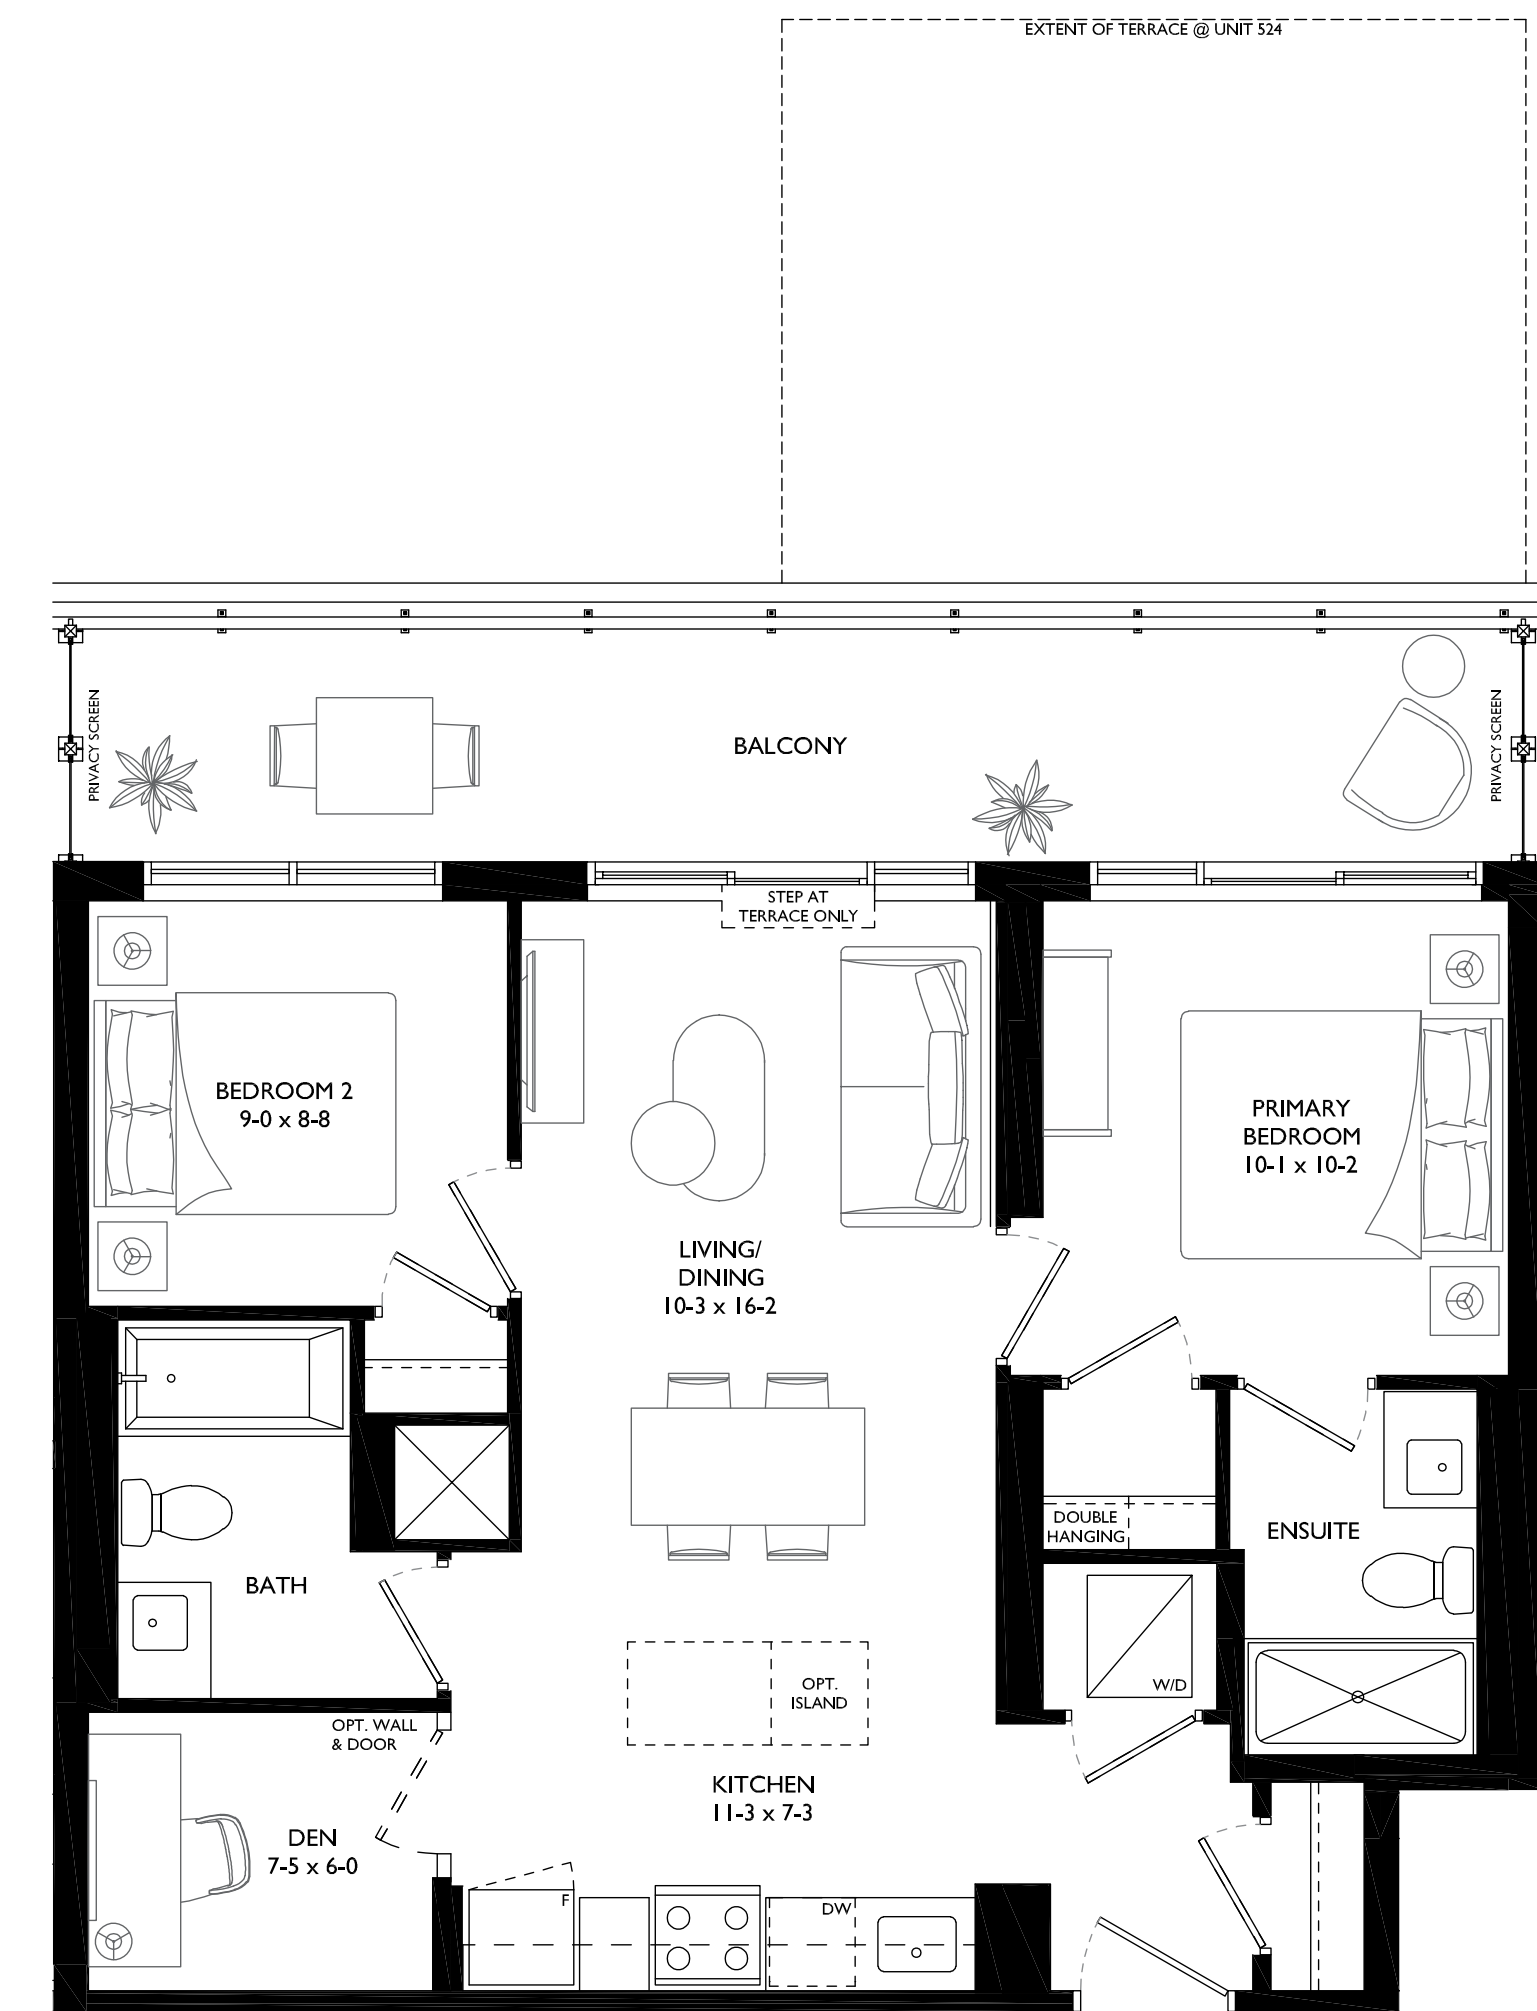 EXTENT OF TERRACE @ UNIT 524
PRIVACY SCREEN
BALCONY
PRIVACY SCREEN
STEP AT
TERRACE ONLY
BEDROOM 2
9-0 x 8-8
PRIMARY
BEDROOM
10-1 x 10-2
LIVING/
DINING
10-3 x 16-2
DOUBLE
HANGING
ENSUITE
BATH
W/D
OPT.
ISLAND
OPT. WALL
& DOOR
KITCHEN
11-3 x 7-3
DEN
7-5 x 6-0
F
DW